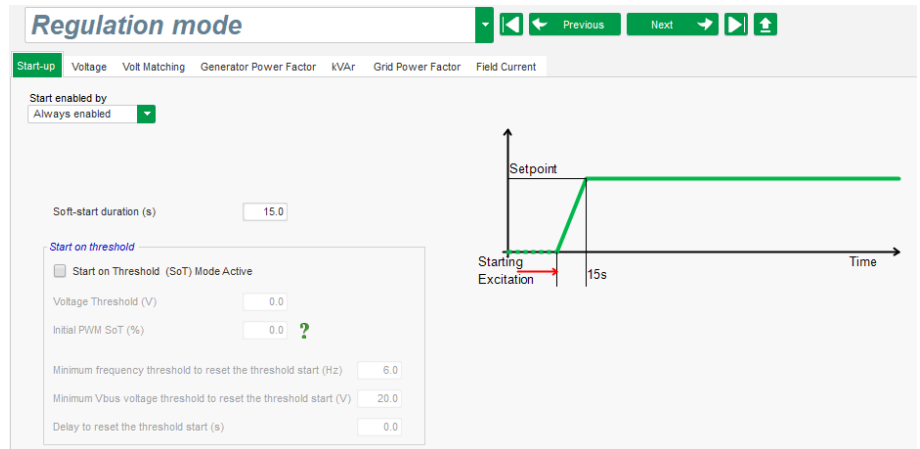 Regulation mode
Previous
Next
Start-up Voltage Volt Matching Generator Power Factor kVAr Grid Power Factor Field Current
Start enabled by
Always enabled
Setpoint
Soft-start duration (s) 15.0
Start on threshold
Start on Threshold (SoT) Mode Active
Starting
Excitation
15s
Time
Voltage Threshold (V) 0.0
Initial PWM SoT (%) 0.0 ?
Minimum frequency threshold to reset the threshold start (Hz) 6.0
Minimum Vbus voltage threshold to reset the threshold start (V) 20.0
Delay to reset the threshold start (s) 0.0